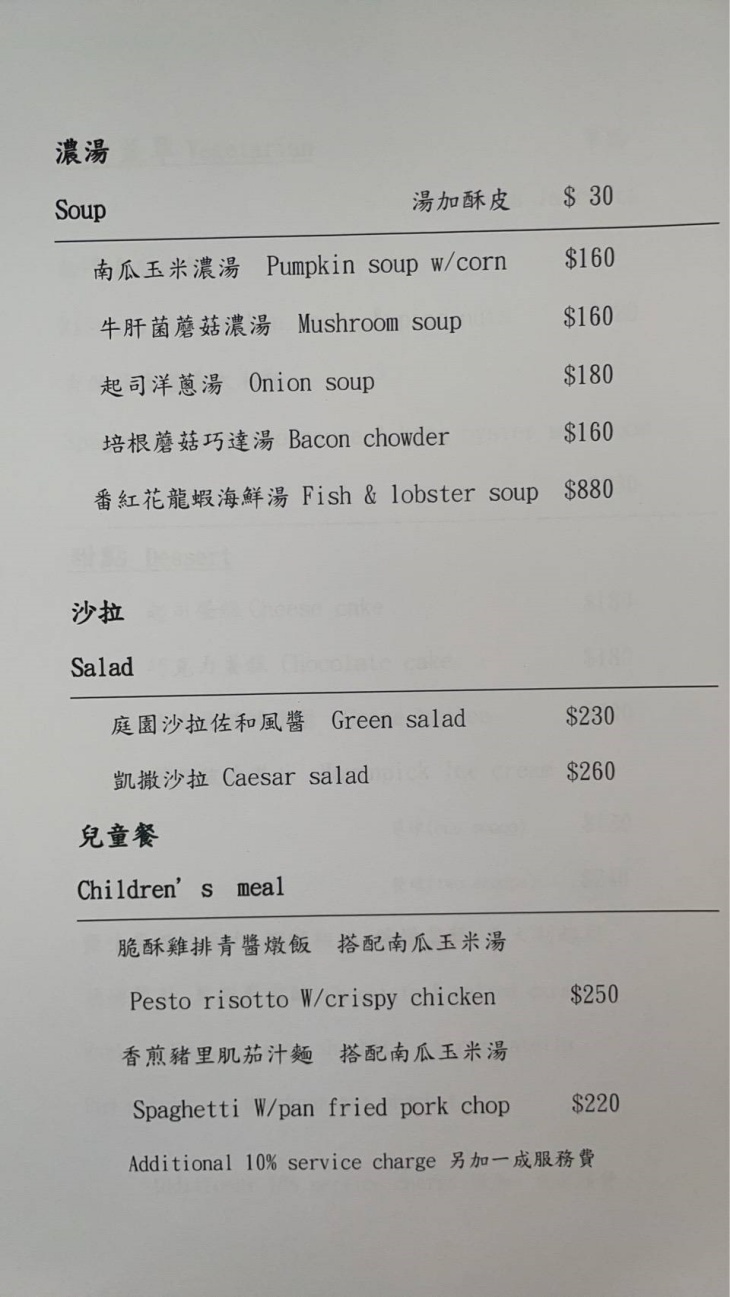 濃湯
Soup 湯加酥皮 $ 30
南瓜玉米濃湯 Pumpkin soup w/corn $160
牛肝菌蘑菇濃湯 Mushroom soup $160
起司洋蔥湯 Onion soup $180
培根蘑菇巧達湯 Bacon chowder $160
番紅花龍蝦海鮮湯 Fish & lobster soup $880
沙拉
Salad
庭園沙拉佐和風醬 Green salad $230
凱撒沙拉 Caesar salad $260
兒童餐
Children's meal
脆酥雞排青醬燉飯 搭配南瓜玉米湯
Pesto risotto W/crispy chicken $250
香煎豬里肌茄汁麵 搭配南瓜玉米湯
Spaghetti W/pan fried pork chop $220
Additional 10% service charge 另加一成服務費